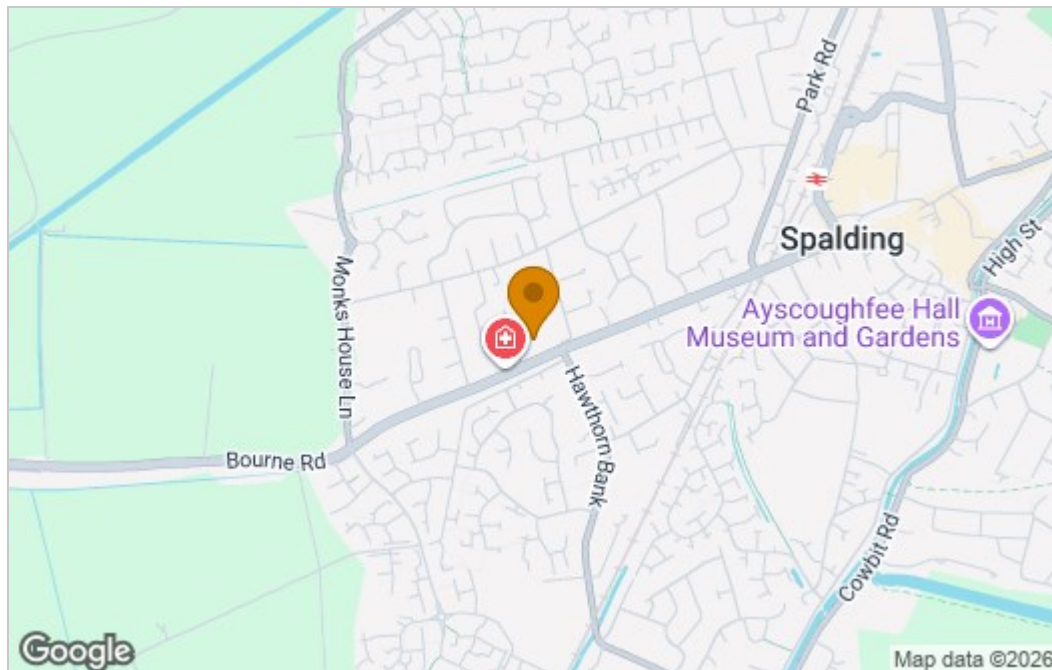 Park Rd
Spalding
High St
Monks House Ln
Ayscoughfee Hall
Museum and Gardens
Hawthorn Bank
Bourne Rd
Cowbit Rd
Google
Map data ©2026